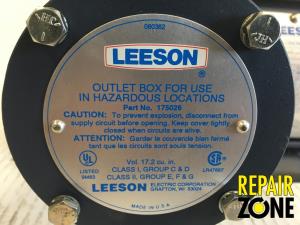 080382
LEESON
OUTLET BOX FOR USE
IN HAZARDOUS LOCATIONS
Part No. 175026
CAUTION: To prevent explosion, disconnect from
supply circuit before opening. Keep cover tightly
closed when circuits are alive.
ATTENTION: Garder le couvercle bien fermé
tant que les circuits sont sous tension.
Vol. 17.2 cu. in.
CLASS I, GROUP C & D
CLASS II, GROUP E, F & G
UL
LISTED
LEESON ELECTRIC CORPORATION
GRAFTON, WI 53024
MADE IN U.S.A.
REPAIR
ZONE